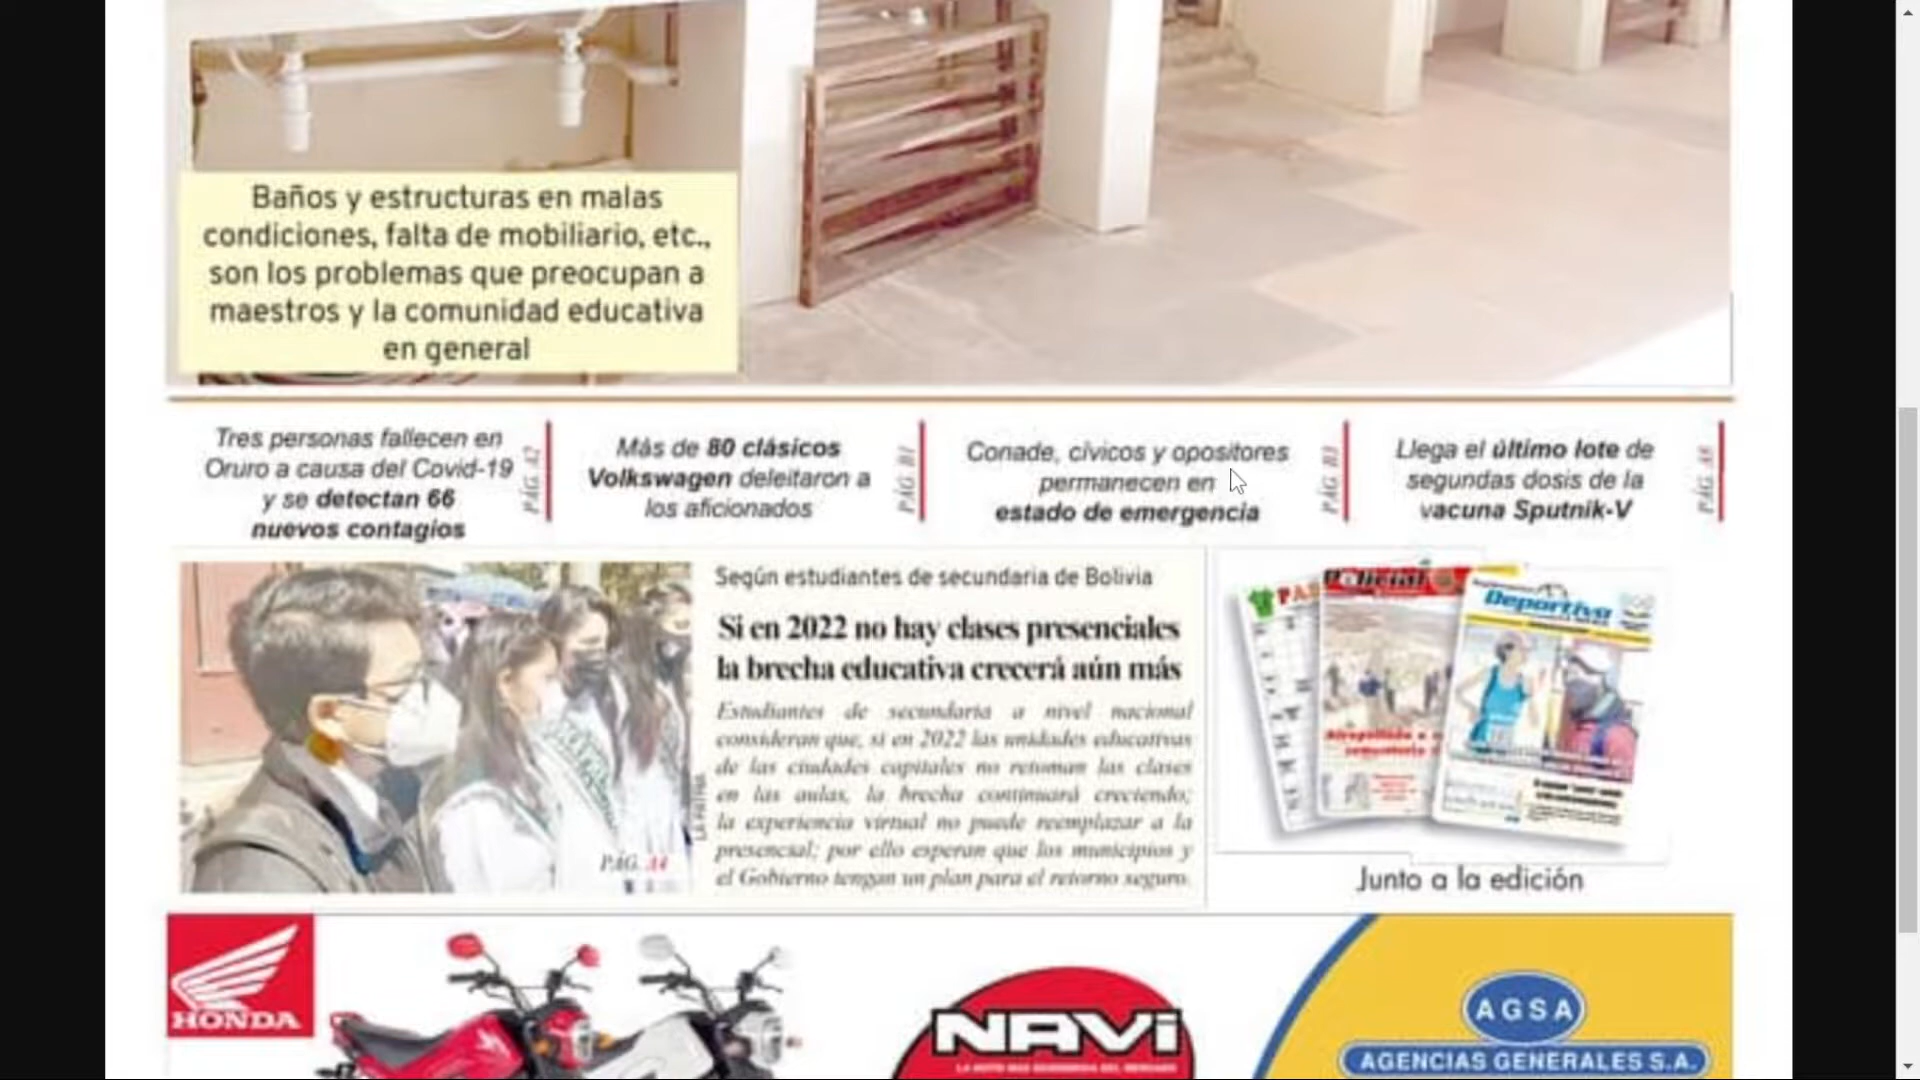 Baños y estructuras en malas
condiciones, falta de mobiliario, etc.,
son los problemas que preocupan a
maestros y la comunidad educativa
en general
Tres personas fallecen en
Oruro a causa del Covid-19
y se detectan 66
nuevos contagios
PÁG. A2
Más de 80 clásicos
Volkswagen deleitaron a
los aficionados
PÁG. B1
Conade, cívicos y opositores
permanecen en
estado de emergencia
PÁG. B3
Llega el último lote de
segundas dosis de la
vacuna Sputnik-V
PÁG.
LA PATRIA
PÁG. A4
Según estudiantes de secundaria de Bolivia
Si en 2022 no hay clases presenciales
la brecha educativa crecerá aún más
Estudiantes de secundaria a nivel nacional
consideran que, si en 2022 las unidades educativas
de las ciudades capitales no retoman las clases
en las aulas, la brecha continuará creciendo;
la experiencia virtual no puede reemplazar a la
presencial; por ello esperan que los municipios y
el Gobierno tengan un plan para el retorno seguro.
Policial
Deportiva
Junto a la edición
HONDA
NAVi
AGSA
AGENCIAS GENERALES S.A.